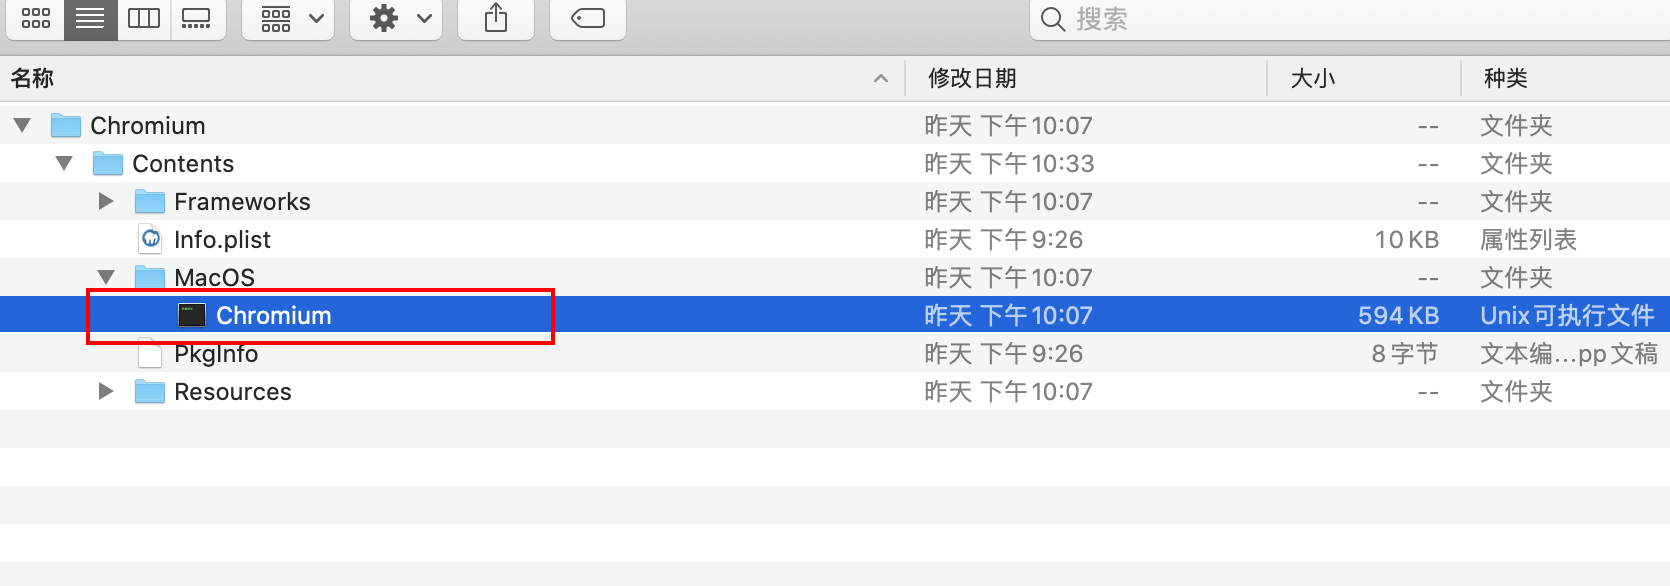 搜索
名称 修改日期 大小 种类
Chromium 昨天 下午10:07 -- 文件夹
Contents 昨天 下午10:33 -- 文件夹
Frameworks 昨天 下午10:07 -- 文件夹
Info.plist 昨天 下午9:26 10 KB 属性列表
MacOS 昨天 下午10:07 -- 文件夹
Chromium 昨天 下午10:07 594 KB Unix可执行文件
PkgInfo 昨天 下午9:26 8字节 文本编...pp文稿
Resources 昨天 下午10:07 -- 文件夹